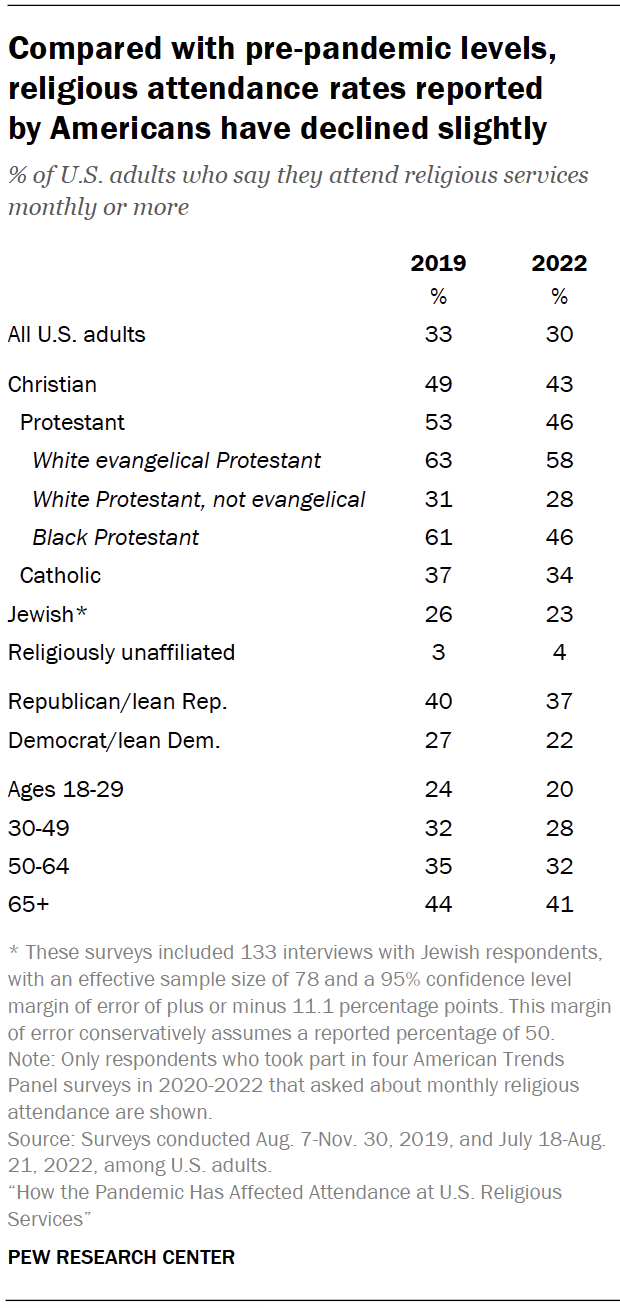 Compared with pre-pandemic levels,
religious attendance rates reported
by Americans have declined slightly
% of U.S. adults who say they attend religious services
monthly or more
2019 2022
% %
All U.S. adults 33 30
Christian 49 43
Protestant 53 46
White evangelical Protestant 63 58
White Protestant, not evangelical 31 28
Black Protestant 61 46
Catholic 37 34
Jewish* 26 23
Religiously unaffiliated 3 4
Republican/lean Rep. 40 37
Democrat/lean Dem. 27 22
Ages 18-29 24 20
30-49 32 28
50-64 35 32
65+ 44 41
* These surveys included 133 interviews with Jewish respondents,
with an effective sample size of 78 and a 95% confidence level
margin of error of plus or minus 11.1 percentage points. This margin
of error conservatively assumes a reported percentage of 50.
Note: Only respondents who took part in four American Trends
Panel surveys in 2020-2022 that asked about monthly religious
attendance are shown.
Source: Surveys conducted Aug. 7-Nov. 30, 2019, and July 18-Aug.
21, 2022, among U.S. adults.
“How the Pandemic Has Affected Attendance at U.S. Religious
Services”
PEW RESEARCH CENTER